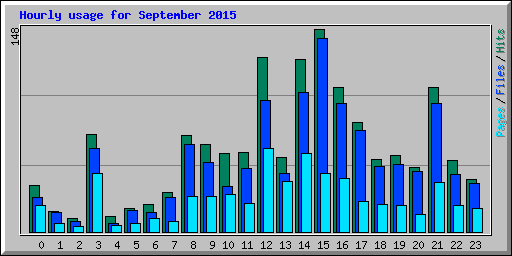 Hourly usage for September 2015
148
Pages/Files/Hits
0 1 2 3 4 5 6 7 8 9 10 11 12 13 14 15 16 17 18 19 20 21 22 23